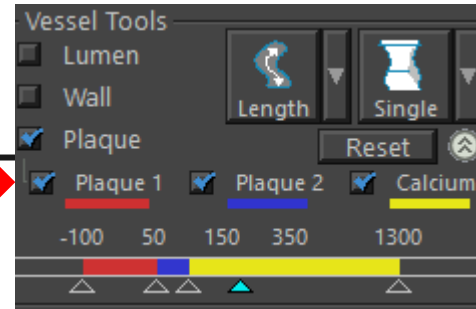 Vessel Tools
Lumen
Wall
Length Single
Plaque
Reset
Plaque 1 Plaque 2 Calcium
-100 50 150 350 1300